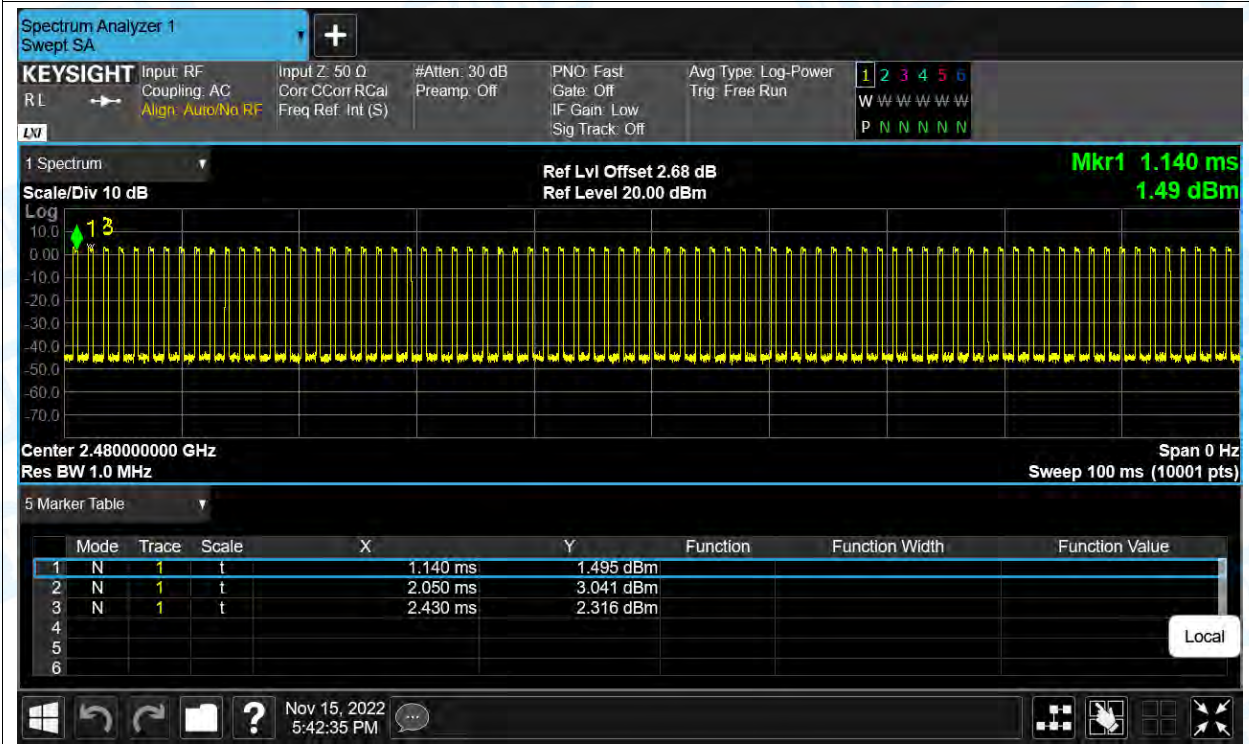 Spectrum Analyzer 1
Swept SA
+
KEYSIGHT Input: RF Input Z: 50 Ω #Atten: 30 dB PNO: Fast Avg Type: Log-Power 1 2 3 4 5 6
R L Coupling: AC Corr CCorr RCal Preamp: Off Gate: Off Trig: Free Run W W W W W W
Align: Auto/No RF Freq Ref: Int (S) IF Gain: Low
LXI Sig Track: Off P N N N N N
1 Spectrum Ref Lvl Offset 2.68 dB Mkr1 1.140 ms
Scale/Div 10 dB Ref Level 20.00 dBm 1.49 dBm
Log
10.0 1 2 3
0.00
-10.0
-20.0
-30.0
-40.0
-50.0
-60.0
-70.0
Center 2.480000000 GHz Span 0 Hz
Res BW 1.0 MHz Sweep 100 ms (10001 pts)
5 Marker Table
Mode Trace Scale X Y Function Function Width Function Value
1 N 1 t 1.140 ms 1.495 dBm
2 N 1 t 2.050 ms 3.041 dBm
3 N 1 t 2.430 ms 2.316 dBm
4
5
6
Local
? Nov 15, 2022
5:42:35 PM